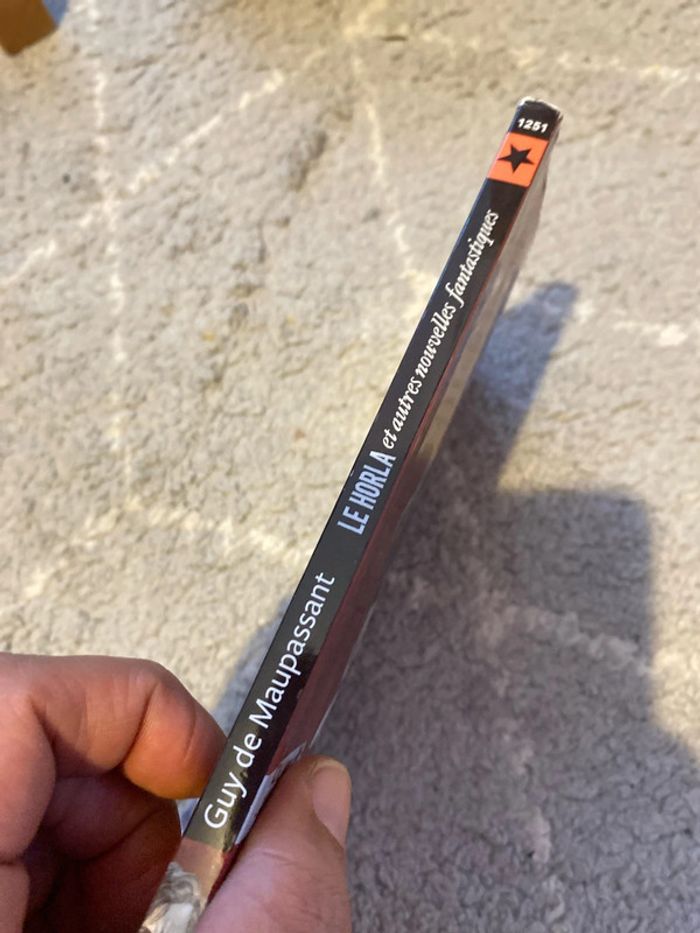 Guy de Maupassant
LE HORLA et autres nouvelles fantastiques
1251